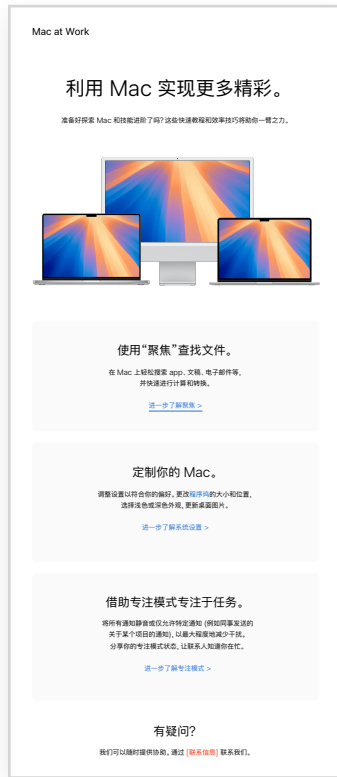 Mac at Work
利用 Mac 实现更多精彩。
准备好探索 Mac 和技能进阶了吗？这些快速教程和效率技巧将助你一臂之力。
使用“聚焦”查找文件。
在 Mac 上轻松搜索 app、文稿、电子邮件等，
并快速进行计算和转换。
进一步了解聚焦 >
定制你的 Mac。
调整设置以符合你的偏好。更改程序坞的大小和位置，
选择浅色或深色外观，更新桌面图片。
进一步了解系统设置 >
借助专注模式专注于任务。
将所有通知静音或仅允许特定通知 (例如同事发送的
关于某个项目的通知)，以最大程度地减少干扰。
分享你的专注模式状态，让联系人知道你在忙。
进一步了解专注模式 >
有疑问？
我们可以随时提供协助。通过 [联系信息] 联系我们。